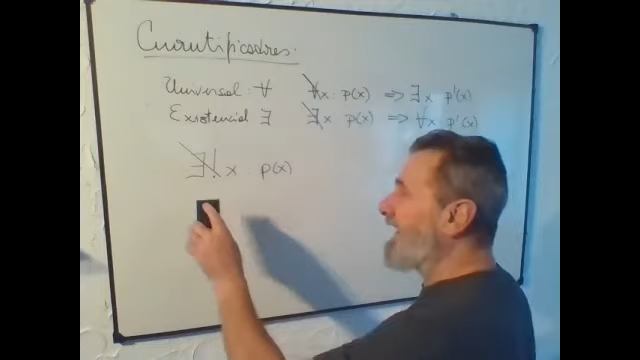 Cuantificadores.
Universal : ∀ ∀̸x : p(x) ⇒ ∃x p'(x)
Existencial ∃ ∄x p(x) ⇒ ∀x p'(x)
∄! x p(x)